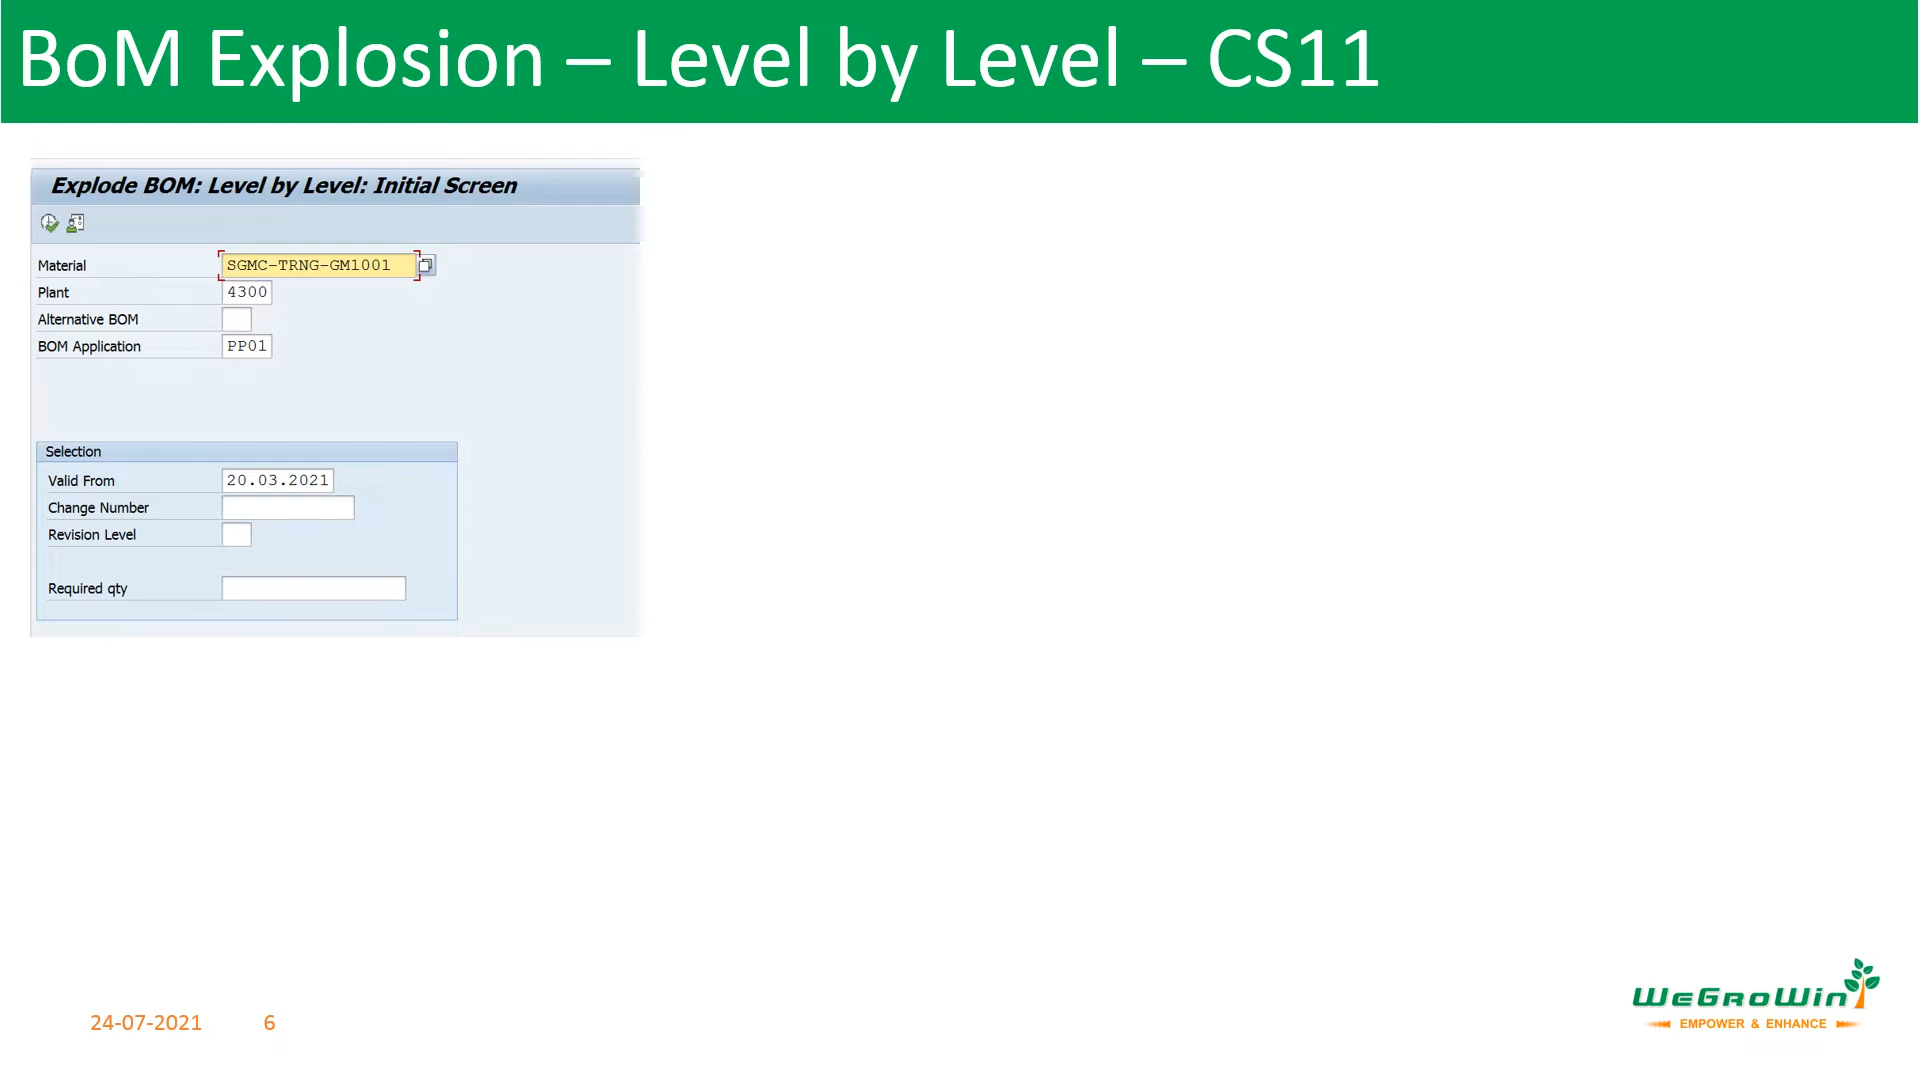 BoM Explosion – Level by Level – CS11
Explode BOM: Level by Level: Initial Screen
Material SGMC-TRNG-GM1001
Plant 4300
Alternative BOM
BOM Application PP01
Selection
Valid From 20.03.2021
Change Number
Revision Level
Required qty
24-07-2021 6
WeGroWin
EMPOWER & ENHANCE